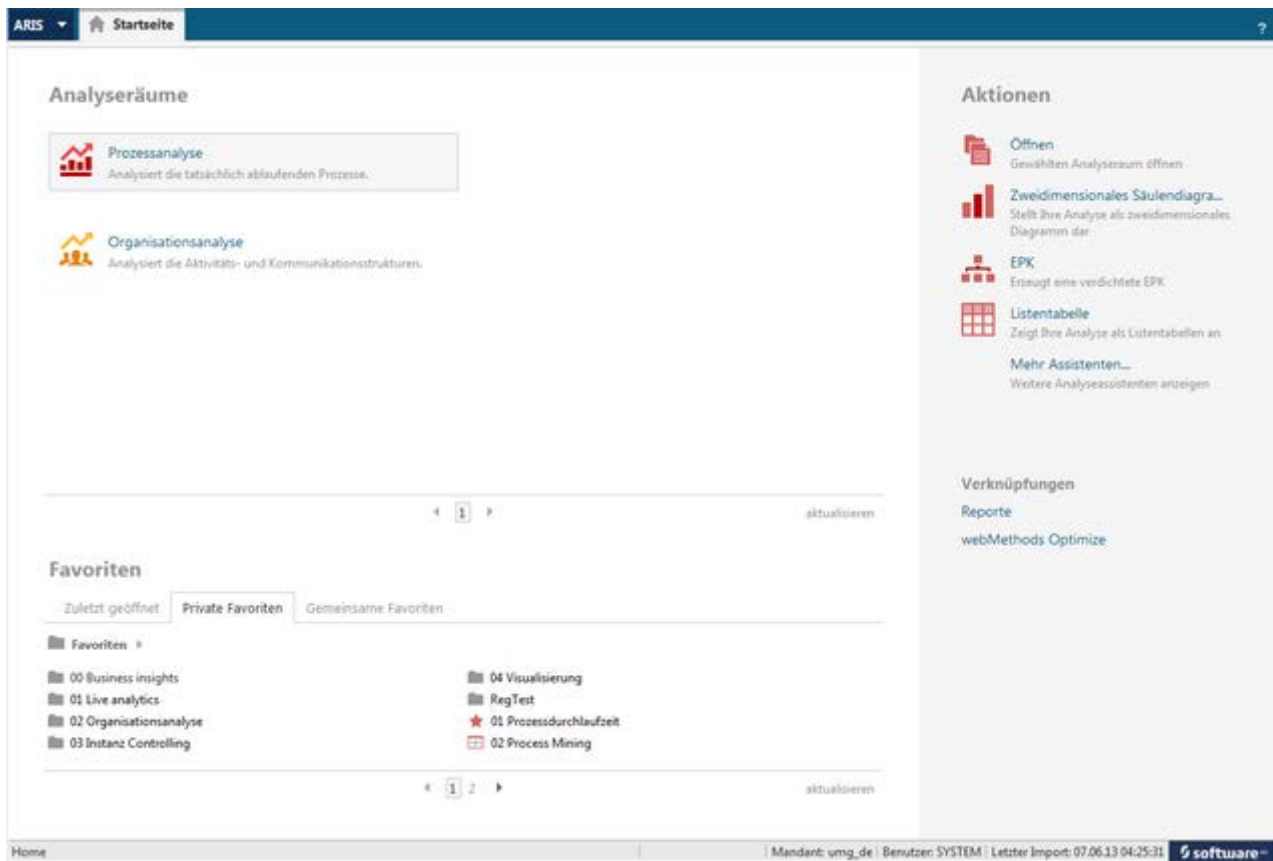 ARIS
Startseite
?
Analyseräume
Prozessanalyse
Analysiert die tatsächlich ablaufenden Prozesse.
Organisationsanalyse
Analysiert die Aktivitäts- und Kommunikationsstrukturen.
1
aktualisieren
Favoriten
Zuletzt geöffnet
Private Favoriten
Gemeinsame Favoriten
Favoriten
00 Business insights
01 Live analytics
02 Organisationsanalyse
03 Instanz Controlling
04 Visualisierung
RegTest
01 Prozessdurchlaufzeit
02 Process Mining
1 2
aktualisieren
Aktionen
Öffnen
Gewählten Analyseraum öffnen
Zweidimensionales Säulendiagra...
Stellt Ihre Analyse als zweidimensionales
Diagramm dar
EPK
Erzeugt eine verdichtete EPK
Listentabelle
Zeigt Ihre Analyse als Listentabellen an
Mehr Assistenten...
Weitere Analyseassistenten anzeigen
Verknüpfungen
Reporte
webMethods Optimize
Home
Mandant: umg_de
Benutzer: SYSTEM
Letzter Import: 07.06.13 04:25:31
software